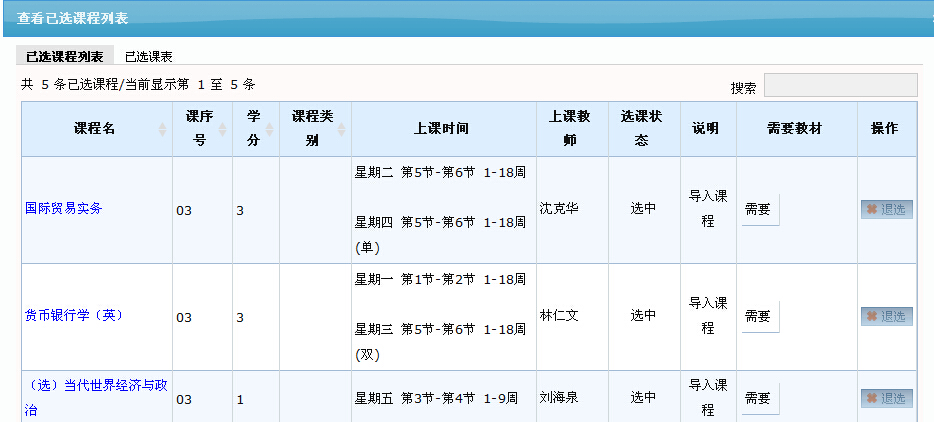 查看已选课程列表
已选课程列表 已选课表
共 5 条已选课程/当前显示第 1 至 5 条
搜索
课程名 课序号 学分 课程类别 上课时间 上课教师 选课状态 说明 需要教材 操作
国际贸易实务 03 3 星期二 第5节-第6节 1-18周
星期四 第5节-第6节 1-18周
(单) 沈克华 选中 导入课程 需要 退选
货币银行学（英） 03 3 星期一 第1节-第2节 1-18周
星期三 第5节-第6节 1-18周
(双) 林仁文 选中 导入课程 需要 退选
（选）当代世界经济与政治 03 1 星期五 第3节-第4节 1-9周 刘海泉 选中 导入课程 需要 退选